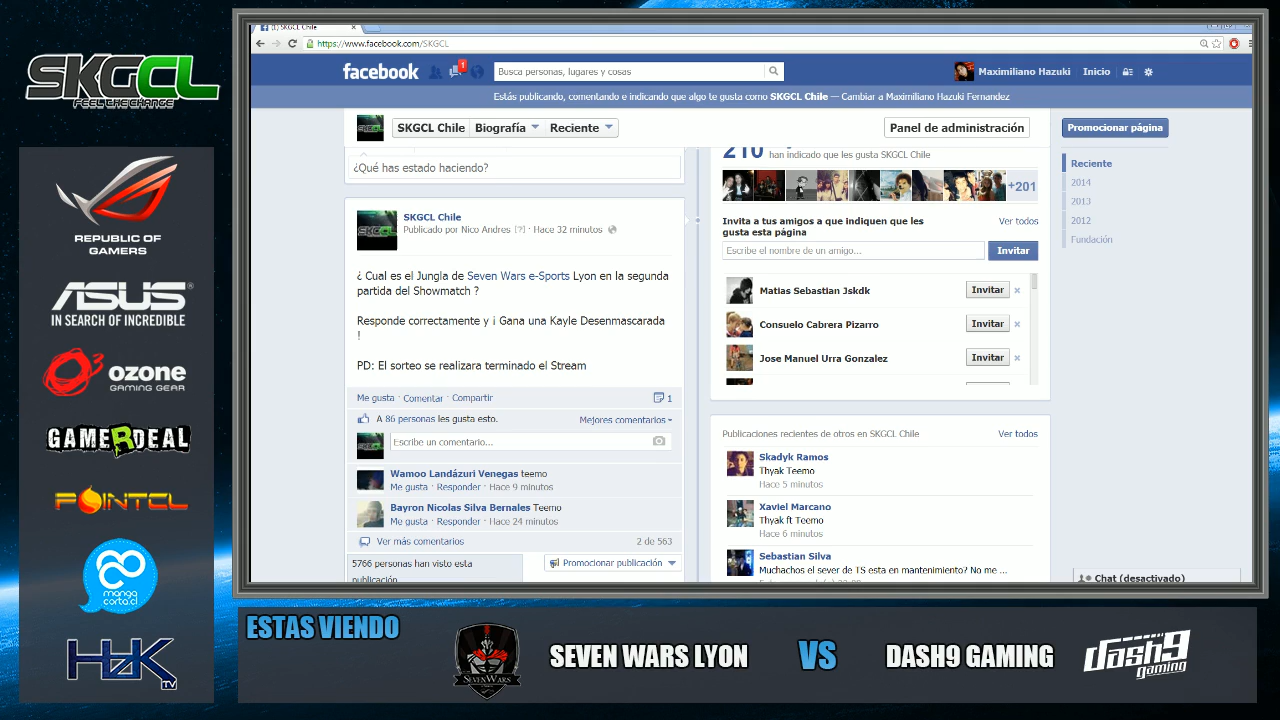 SKGCL
FEEL THE CHANGE
REPUBLIC OF
GAMERS
ASUS
IN SEARCH OF INCREDIBLE
O3 ozone
GAMING GEAR
GAMERDEAL
POINTCL
manga
corta.cl
HzK
TV
(1) SKGCL Chile
https://www.facebook.com/SKGCL
facebook
1
Busca personas, lugares y cosas
Maximiliano Hazuki
Inicio
Estás publicando, comentando e indicando que algo te gusta como SKGCL Chile — Cambiar a Maximiliano Hazuki Fernandez
SKGCL Chile
Biografía
Reciente
Panel de administración
Promocionar página
Reciente
2014
2013
2012
Fundación
¿Qué has estado haciendo?
SKGCL Chile
Publicado por Nico Andres [?] · Hace 32 minutos
¿ Cual es el Jungla de Seven Wars e-Sports Lyon en la segunda
partida del Showmatch ?
Responde correctamente y ¡ Gana una Kayle Desenmascarada
!
PD: El sorteo se realizara terminado el Stream
Me gusta · Comentar · Compartir
1
A 86 personas les gusta esto.
Mejores comentarios
Escribe un comentario...
Wamoo Landázuri Venegas teemo
Me gusta · Responder · Hace 9 minutos
Bayron Nicolas Silva Bernales Teemo
Me gusta · Responder · Hace 24 minutos
Ver más comentarios
2 de 563
5766 personas han visto esta
publicación
Promocionar publicación
210 han indicado que les gusta SKGCL Chile
+201
Invita a tus amigos a que indiquen que les
gusta esta página
Ver todos
Escribe el nombre de un amigo...
Invitar
Matias Sebastian Jskdk
Invitar
Consuelo Cabrera Pizarro
Invitar
Jose Manuel Urra Gonzalez
Invitar
Publicaciones recientes de otros en SKGCL Chile
Ver todos
Skadyk Ramos
Thyak Teemo
Hace 5 minutos
Xaviel Marcano
Thyak ft Teemo
Hace 6 minutos
Sebastian Silva
Muchachos el sever de TS esta en mantenimiento? No me ...
Chat (desactivado)
ESTAS VIENDO
SEVENWARS
SEVEN WARS LYON
VS
DASH9 GAMING
dash9
gaming